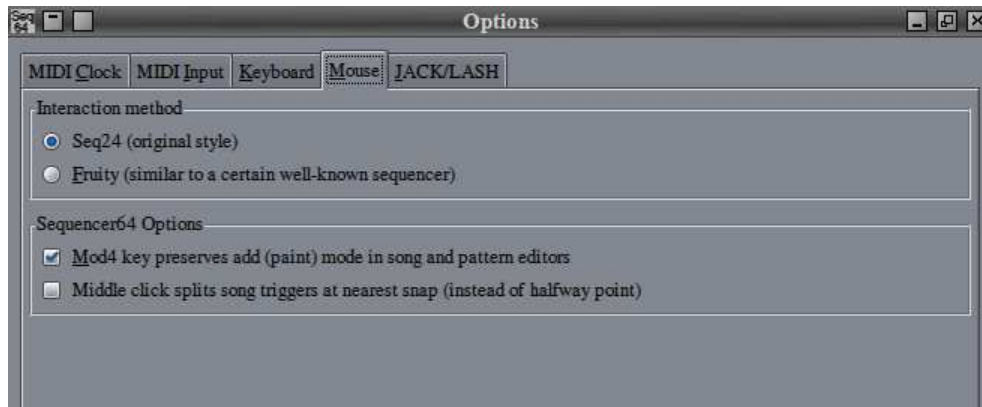 Seq
64
Options
MIDI Clock MIDI Input Keyboard Mouse JACK/LASH
Interaction method
Seq24 (original style)
Fruity (similar to a certain well-known sequencer)
Sequencer64 Options
Mod4 key preserves add (paint) mode in song and pattern editors
Middle click splits song triggers at nearest snap (instead of halfway point)